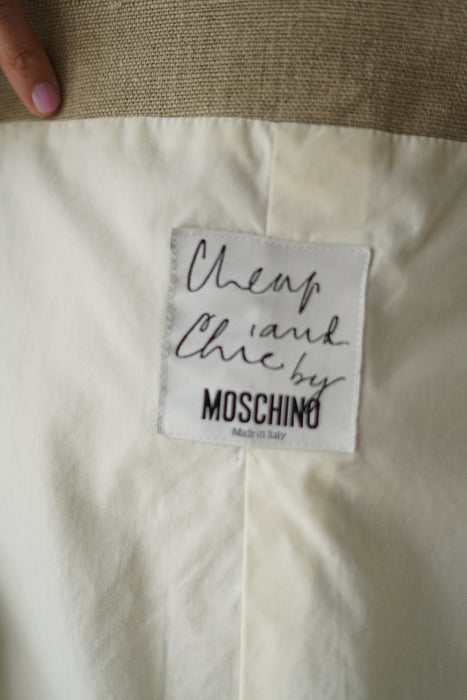 Cheap
and
Chic
by
MOSCHINO
Made in Italy